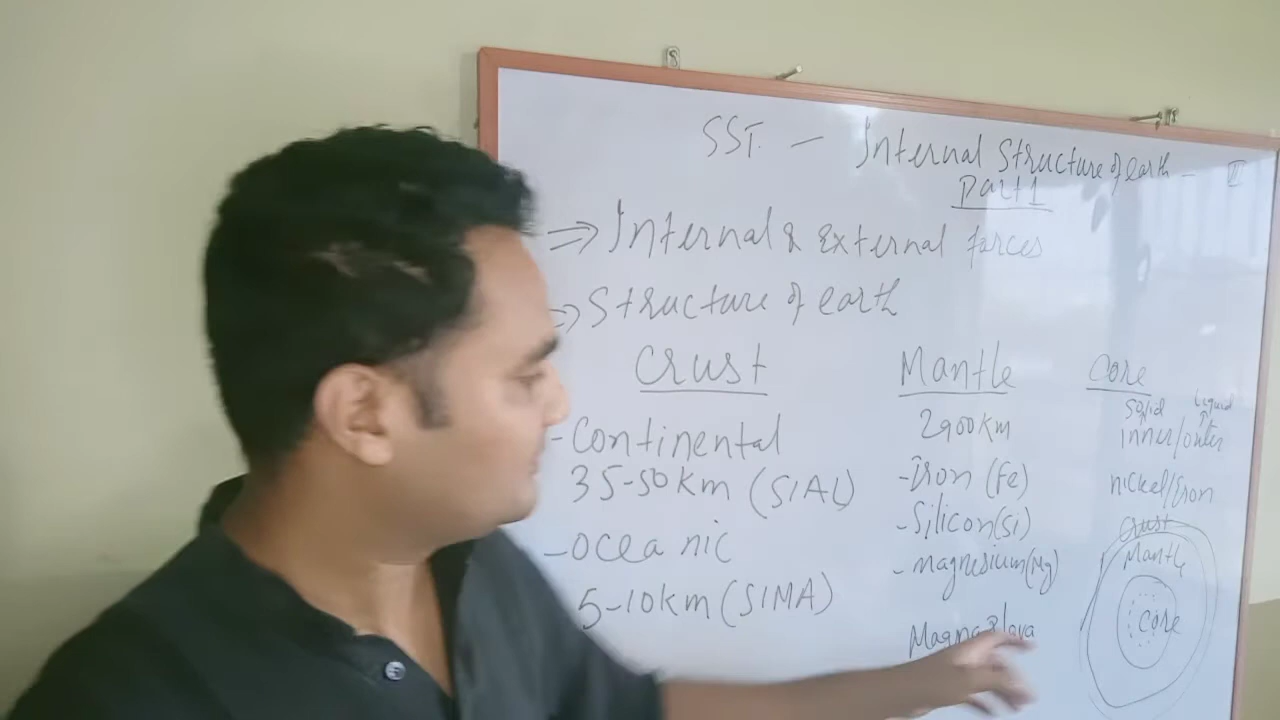 SST. — Internal Structure of earth - VI
Part 1
⇒ Internal & External forces
⇒ Structure of earth
Crust
- Continental
35-50km (SIAL)
- Oceanic
5-10km (SIMA)
Mantle
2900km
- Iron (Fe)
- Silicon(Si)
- magnesium(Mg)
Magma & lava
Core
Solid Liquid
inner/outer
nickel/Iron
Crust
Mantle
Core